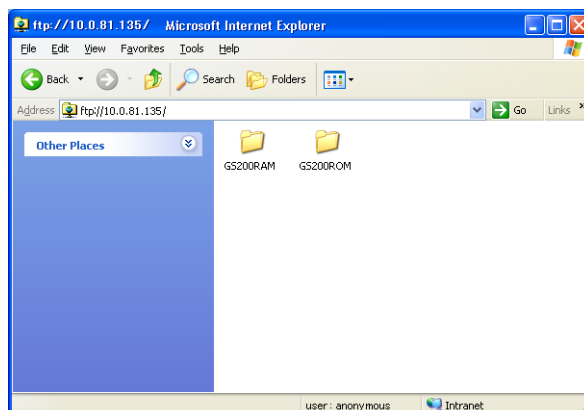 ftp://10.0.81.135/ Microsoft Internet Explorer
File Edit View Favorites Tools Help
Back Search Folders
Address ftp://10.0.81.135/ Go Links »
Other Places
GS200RAM GS200ROM
user : anonymous Intranet